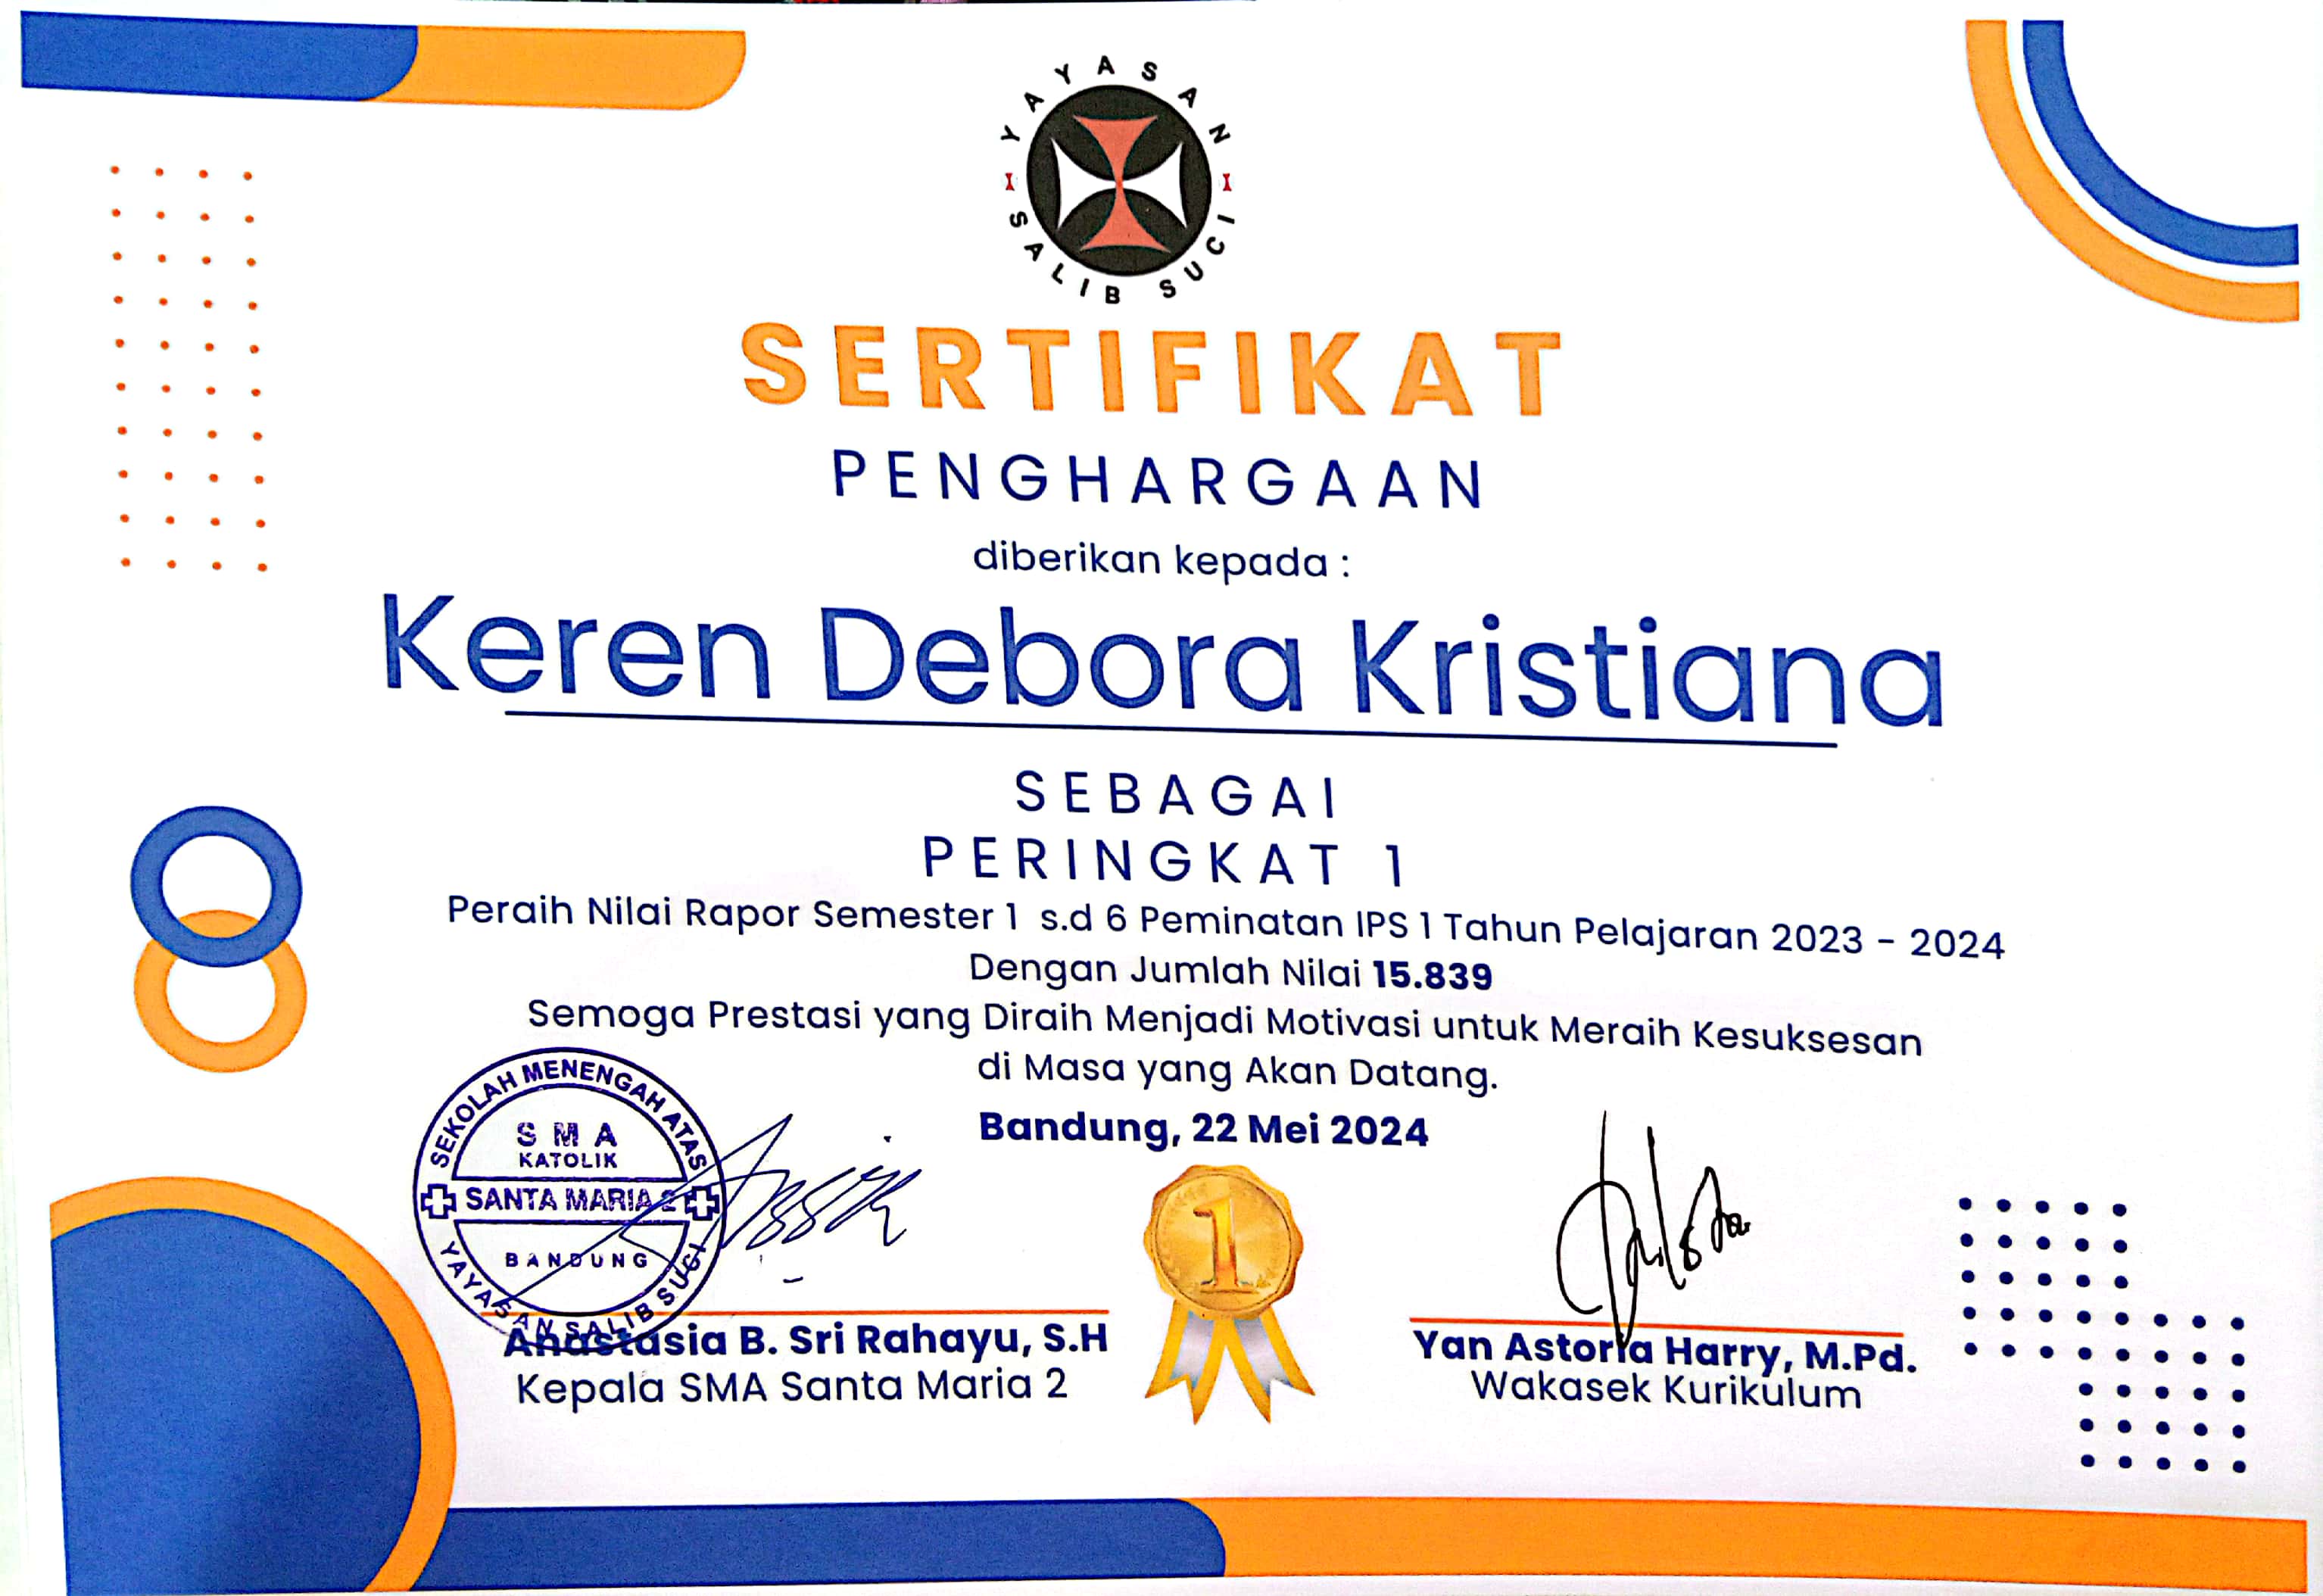 YAYASAN SALIB SUCI
SERTIFIKAT
PENGHARGAAN
diberikan kepada :
Keren Debora Kristiana
SEBAGAI
PERINGKAT 1
Peraih Nilai Rapor Semester 1 s.d 6 Peminatan IPS 1 Tahun Pelajaran 2023 - 2024
Dengan Jumlah Nilai 15.839
Semoga Prestasi yang Diraih Menjadi Motivasi untuk Meraih Kesuksesan
di Masa yang Akan Datang.
Bandung, 22 Mei 2024
SEKOLAH MENENGAH ATAS
SMA
KATOLIK
SANTA MARIA 2
BANDUNG
YAYASAN SALIB SUCI
1
Anastasia B. Sri Rahayu, S.H
Kepala SMA Santa Maria 2
Yan Astoria Harry, M.Pd.
Wakasek Kurikulum